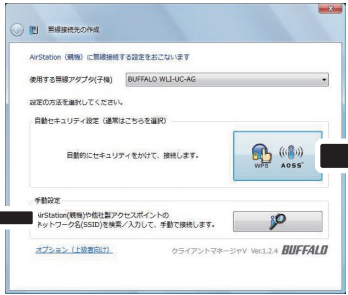 無線接続先の作成
AirStation (親機) に無線接続する設定をおこないます
使用する無線アダプタ(子機) BUFFALO WLI-UC-AG
設定の方法を選択してください。
自動セキュリティ設定（通常はこちらを選択）
自動的にセキュリティをかけて、接続します。
WPS AOSS
手動設定
AirStation(親機)や他社製アクセスポイントの
ネットワーク名(SSID)を検索／入力して、手動で接続します。
オプション（上級者向け） クライアントマネージャV Ver.1.2.4 BUFFALO